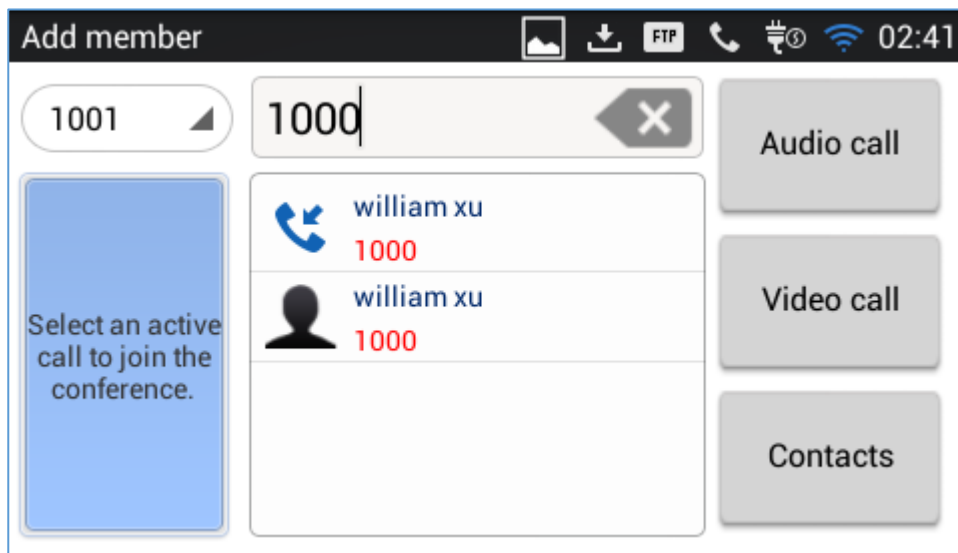 Add member
FTP
02:41
1001
1000
Audio call
Select an active
call to join the
conference.
william xu
1000
william xu
1000
Video call
Contacts